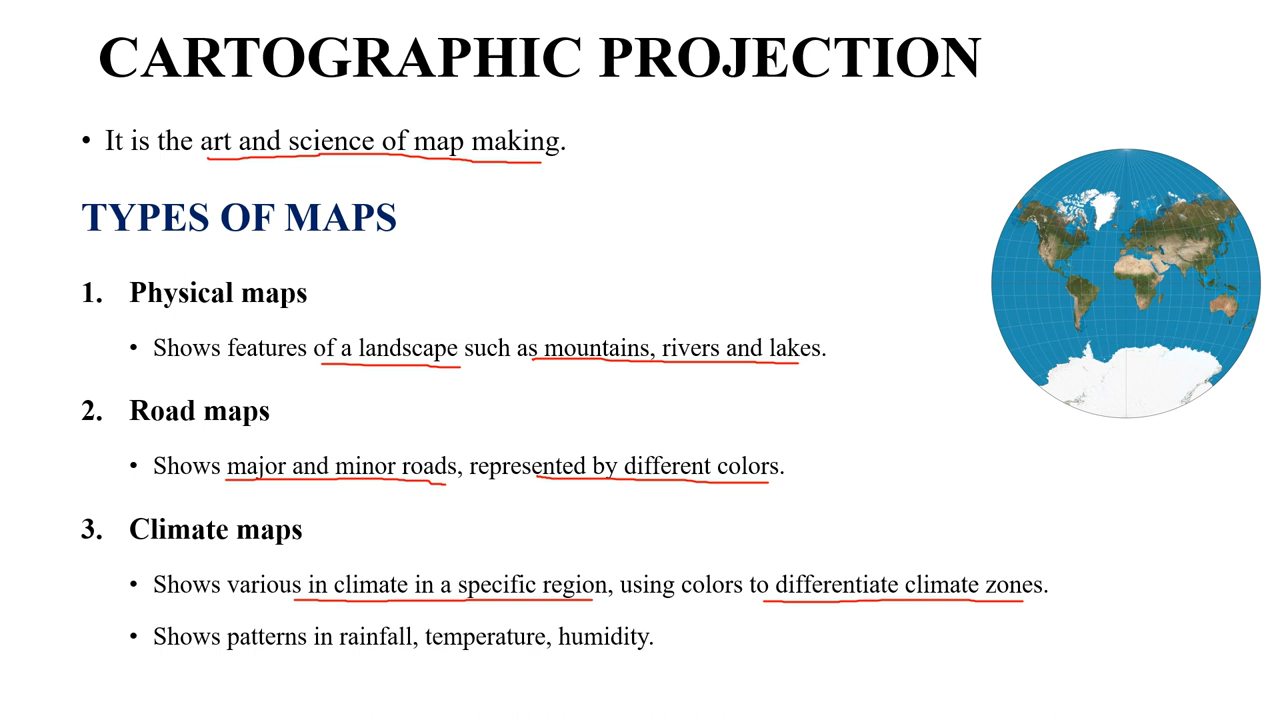 CARTOGRAPHIC PROJECTION
• It is the art and science of map making.
TYPES OF MAPS
1. Physical maps
• Shows features of a landscape such as mountains, rivers and lakes.
2. Road maps
• Shows major and minor roads, represented by different colors.
3. Climate maps
• Shows various in climate in a specific region, using colors to differentiate climate zones.
• Shows patterns in rainfall, temperature, humidity.